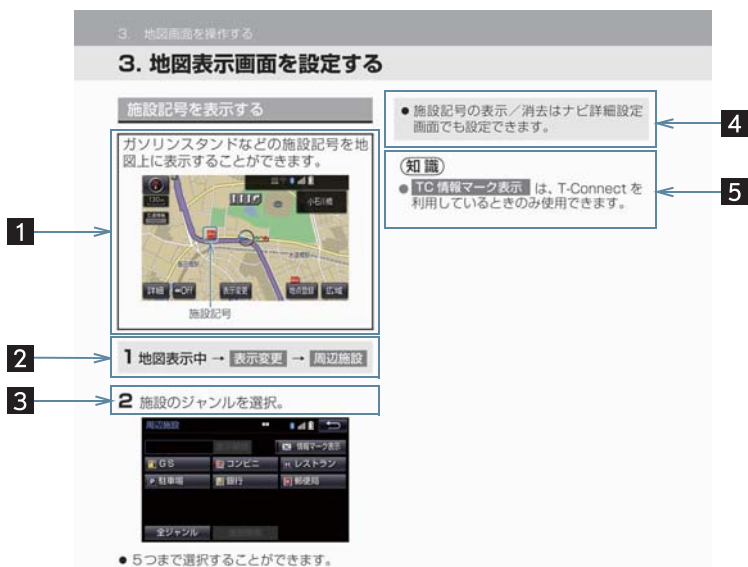 3. 地図画面を操作する
3. 地図表示画面を設定する
施設記号を表示する
ガソリンスタンドなどの施設記号を地
図上に表示することができます。
小石川橋
詳細
Off
表示変更
地点登録
広域
施設記号
1 地図表示中 → 表示変更 → 周辺施設
2 施設のジャンルを選択。
周辺施設
情報マーク表示
GS
コンビニ
レストラン
P 駐車場
銀行
郵便局
全ジャンル
● 5つまで選択することができます。
● 施設記号の表示/消去はナビ詳細設定
画面でも設定できます。
知識
● TC 情報マーク表示 は、T-Connect を
利用しているときのみ使用できます。
1
2
3
4
5